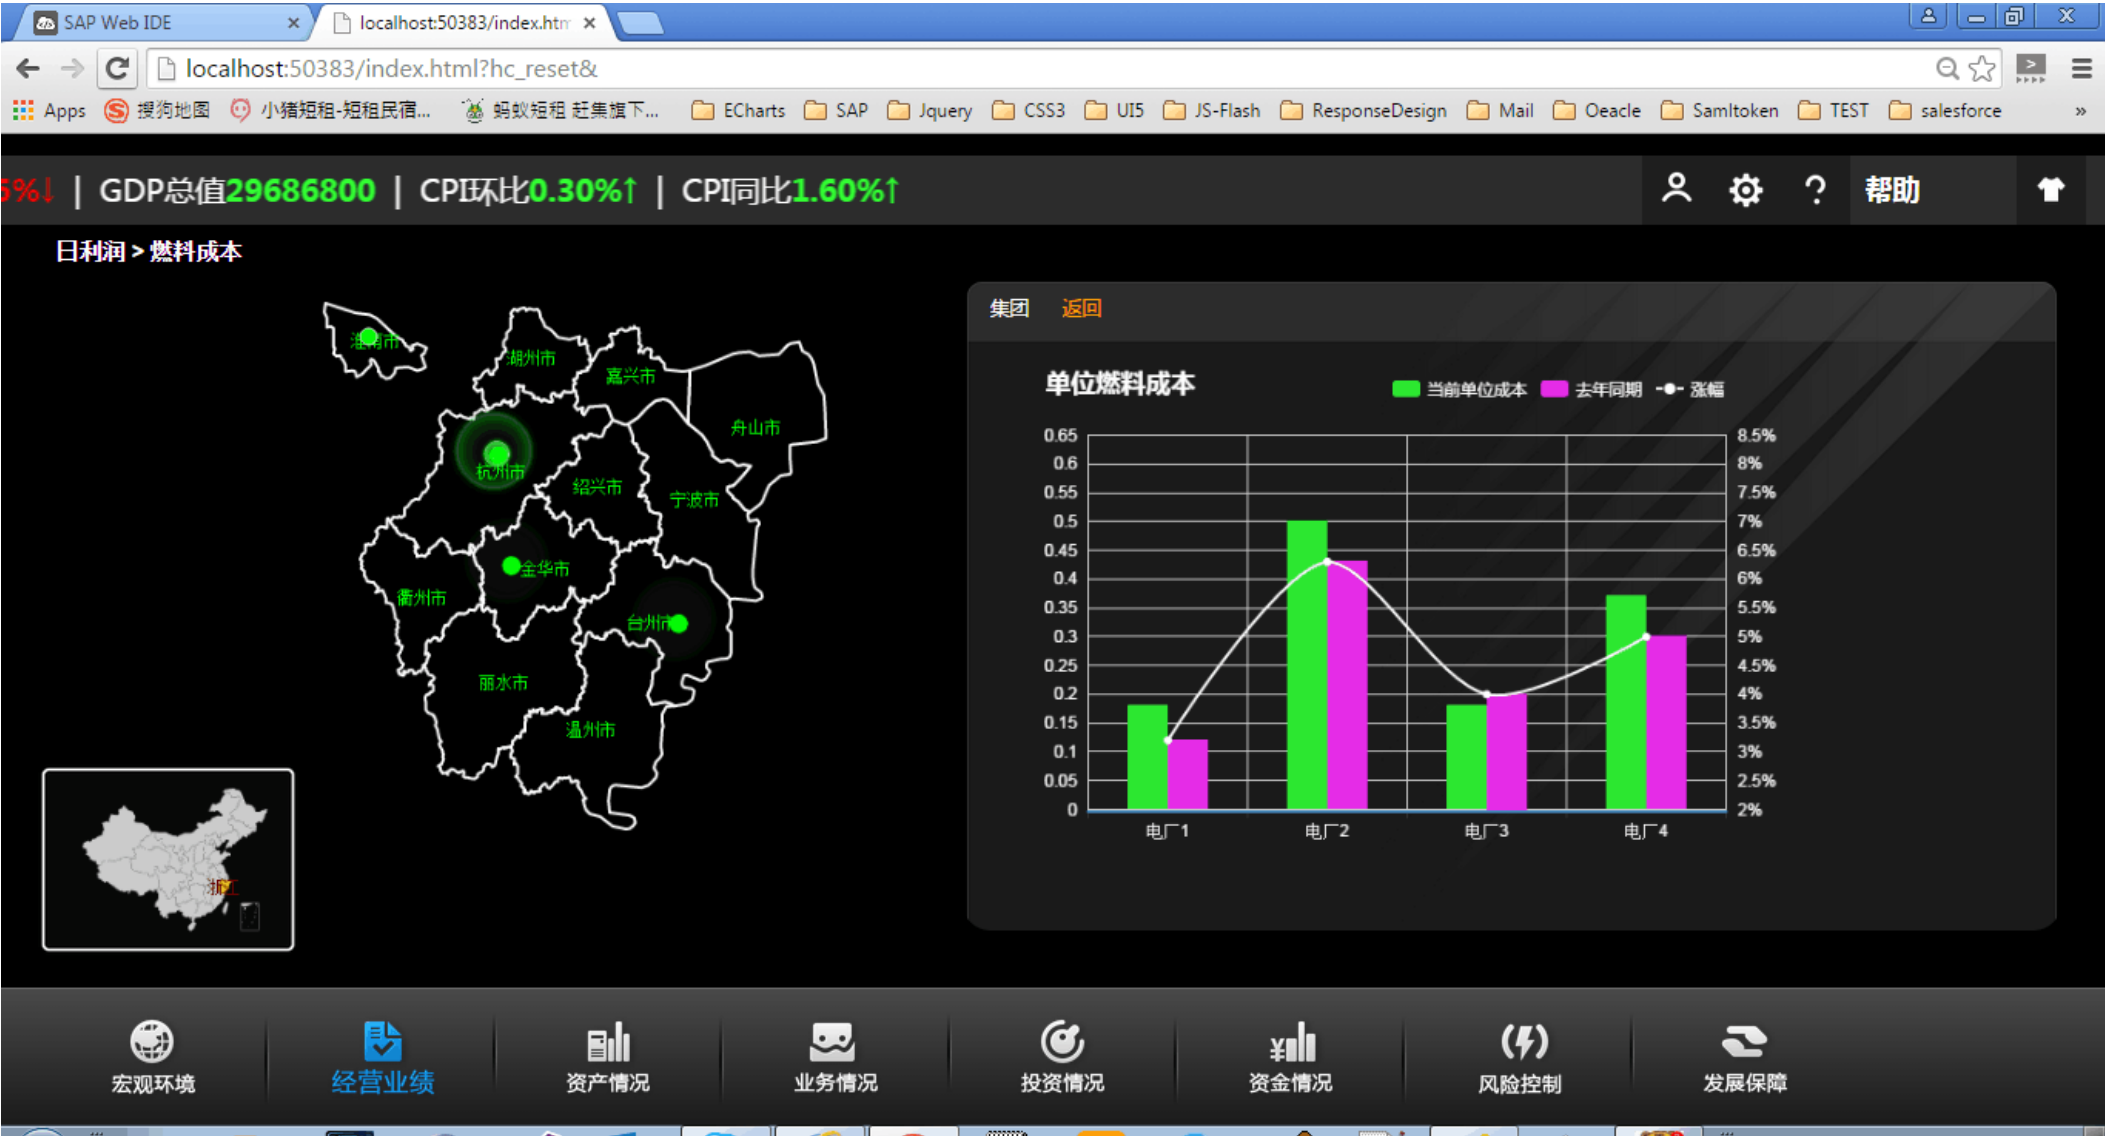 SAP Web IDE
localhost:50383/index.htm
localhost:50383/index.html?hc_reset&
Apps 搜狗地图 小猪短租-短租民宿... 蚂蚁短租 赶集旗下... ECharts SAP Jquery CSS3 UI5 JS-Flash ResponseDesign Mail Oeacle Samltoken TEST salesforce »
5%↓ | GDP总值29686800 | CPI环比0.30%↑ | CPI同比1.60%↑
帮助
日利润 > 燃料成本
淮南市
湖州市
嘉兴市
舟山市
杭州市
绍兴市
宁波市
金华市
衢州市
台州市
丽水市
温州市
浙江
集团 返回
单位燃料成本
当前单位成本 去年同期 涨幅
0.65 8.5%
0.6 8%
0.55 7.5%
0.5 7%
0.45 6.5%
0.4 6%
0.35 5.5%
0.3 5%
0.25 4.5%
0.2 4%
0.15 3.5%
0.1 3%
0.05 2.5%
0 2%
电厂1 电厂2 电厂3 电厂4
宏观环境 经营业绩 资产情况 业务情况 投资情况 资金情况 风险控制 发展保障